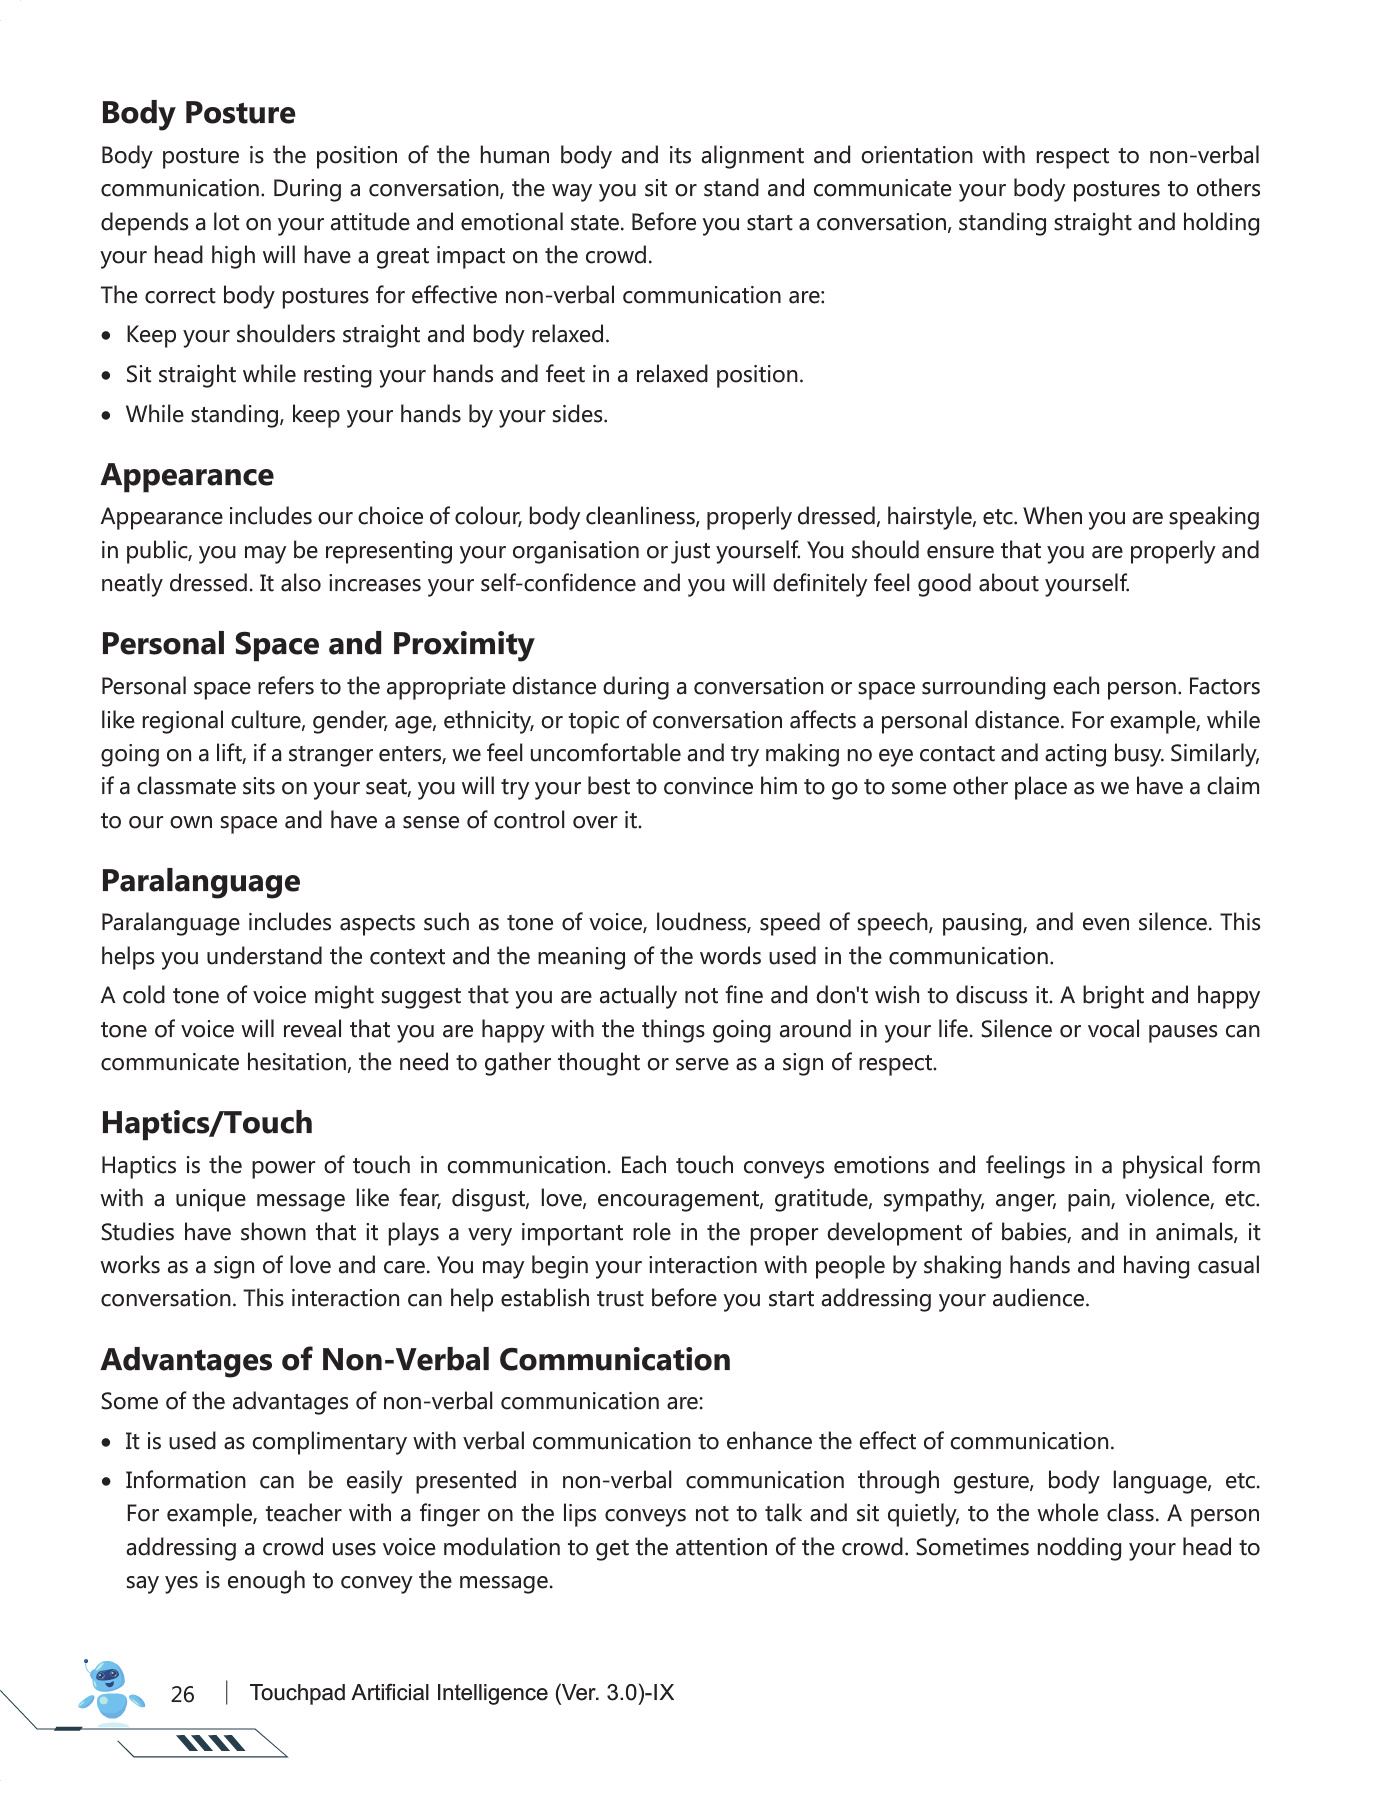 Body Posture
Body posture is the position of the human body and its alignment and orientation with respect to non-verbal
communication. During a conversation, the way you sit or stand and communicate your body postures to others
depends a lot on your attitude and emotional state. Before you start a conversation, standing straight and holding
your head high will have a great impact on the crowd.
The correct body postures for effective non-verbal communication are:
• Keep your shoulders straight and body relaxed.
• Sit straight while resting your hands and feet in a relaxed position.
• While standing, keep your hands by your sides.
Appearance
Appearance includes our choice of colour, body cleanliness, properly dressed, hairstyle, etc. When you are speaking
in public, you may be representing your organisation or just yourself. You should ensure that you are properly and
neatly dressed. It also increases your self-confidence and you will definitely feel good about yourself.
Personal Space and Proximity
Personal space refers to the appropriate distance during a conversation or space surrounding each person. Factors
like regional culture, gender, age, ethnicity, or topic of conversation affects a personal distance. For example, while
going on a lift, if a stranger enters, we feel uncomfortable and try making no eye contact and acting busy. Similarly,
if a classmate sits on your seat, you will try your best to convince him to go to some other place as we have a claim
to our own space and have a sense of control over it.
Paralanguage
Paralanguage includes aspects such as tone of voice, loudness, speed of speech, pausing, and even silence. This
helps you understand the context and the meaning of the words used in the communication.
A cold tone of voice might suggest that you are actually not fine and don't wish to discuss it. A bright and happy
tone of voice will reveal that you are happy with the things going around in your life. Silence or vocal pauses can
communicate hesitation, the need to gather thought or serve as a sign of respect.
Haptics/Touch
Haptics is the power of touch in communication. Each touch conveys emotions and feelings in a physical form
with a unique message like fear, disgust, love, encouragement, gratitude, sympathy, anger, pain, violence, etc.
Studies have shown that it plays a very important role in the proper development of babies, and in animals, it
works as a sign of love and care. You may begin your interaction with people by shaking hands and having casual
conversation. This interaction can help establish trust before you start addressing your audience.
Advantages of Non-Verbal Communication
Some of the advantages of non-verbal communication are:
• It is used as complimentary with verbal communication to enhance the effect of communication.
• Information can be easily presented in non-verbal communication through gesture, body language, etc.
For example, teacher with a finger on the lips conveys not to talk and sit quietly, to the whole class. A person
addressing a crowd uses voice modulation to get the attention of the crowd. Sometimes nodding your head to
say yes is enough to convey the message.
26 | Touchpad Artificial Intelligence (Ver. 3.0)-IX